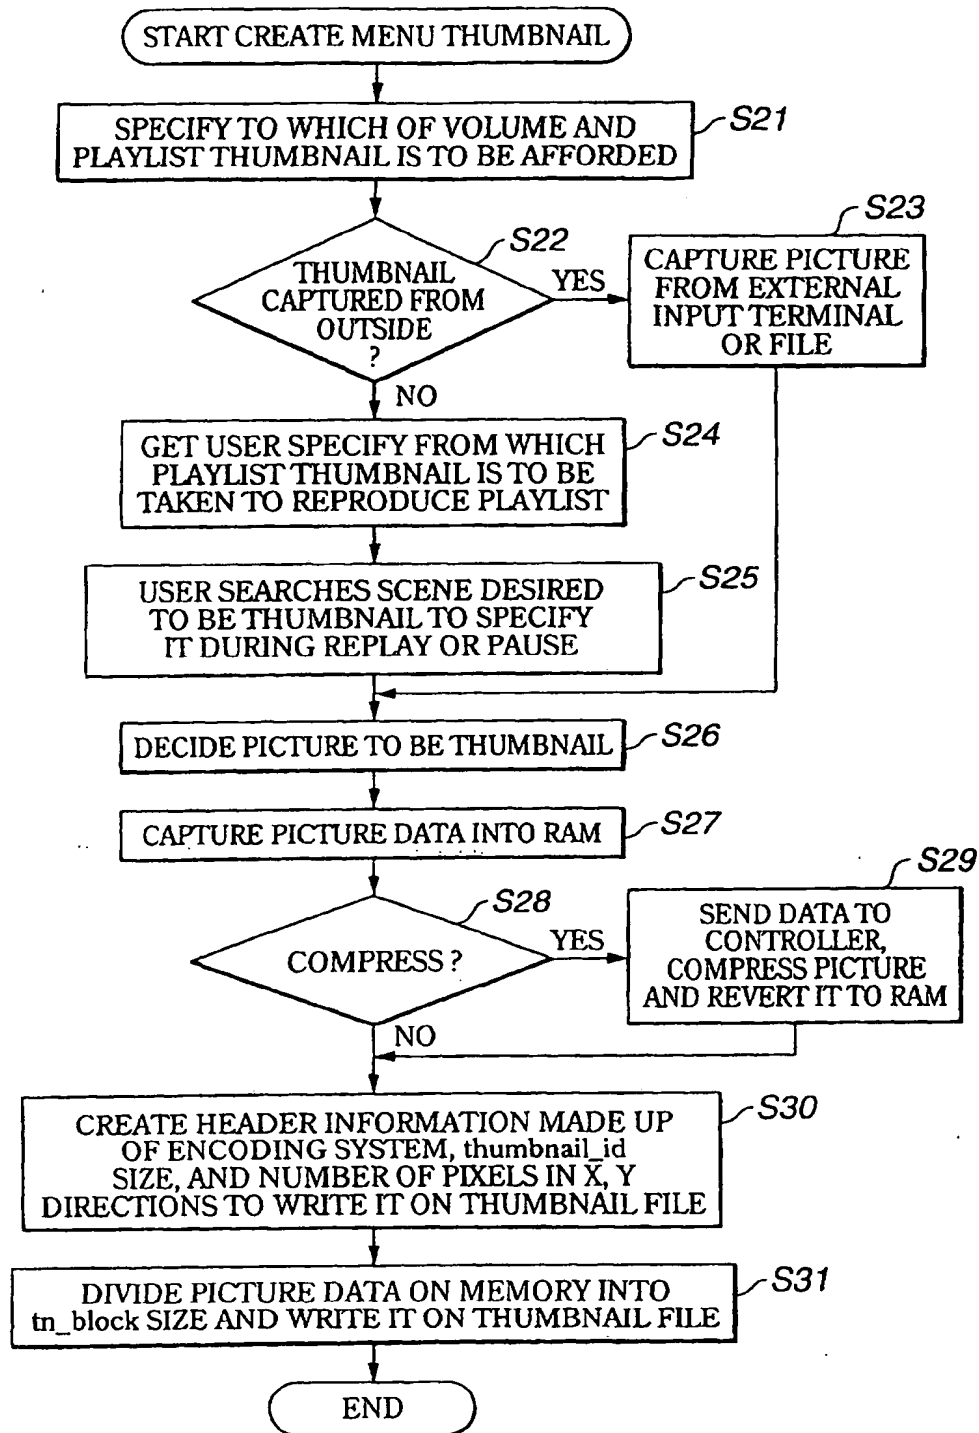 START CREATE MENU THUMBNAIL
S21
SPECIFY TO WHICH OF VOLUME AND
PLAYLIST THUMBNAIL IS TO BE AFFORDED
S22
THUMBNAIL
CAPTURED FROM
OUTSIDE
?
YES
S23
CAPTURE PICTURE
FROM EXTERNAL
INPUT TERMINAL
OR FILE
NO
S24
GET USER SPECIFY FROM WHICH
PLAYLIST THUMBNAIL IS TO BE
TAKEN TO REPRODUCE PLAYLIST
S25
USER SEARCHES SCENE DESIRED
TO BE THUMBNAIL TO SPECIFY
IT DURING REPLAY OR PAUSE
S26
DECIDE PICTURE TO BE THUMBNAIL
S27
CAPTURE PICTURE DATA INTO RAM
S28
COMPRESS ?
YES
S29
SEND DATA TO
CONTROLLER,
COMPRESS PICTURE
AND REVERT IT TO RAM
NO
S30
CREATE HEADER INFORMATION MADE UP
OF ENCODING SYSTEM, thumbnail_id
SIZE, AND NUMBER OF PIXELS IN X, Y
DIRECTIONS TO WRITE IT ON THUMBNAIL FILE
S31
DIVIDE PICTURE DATA ON MEMORY INTO
tn_block SIZE AND WRITE IT ON THUMBNAIL FILE
END